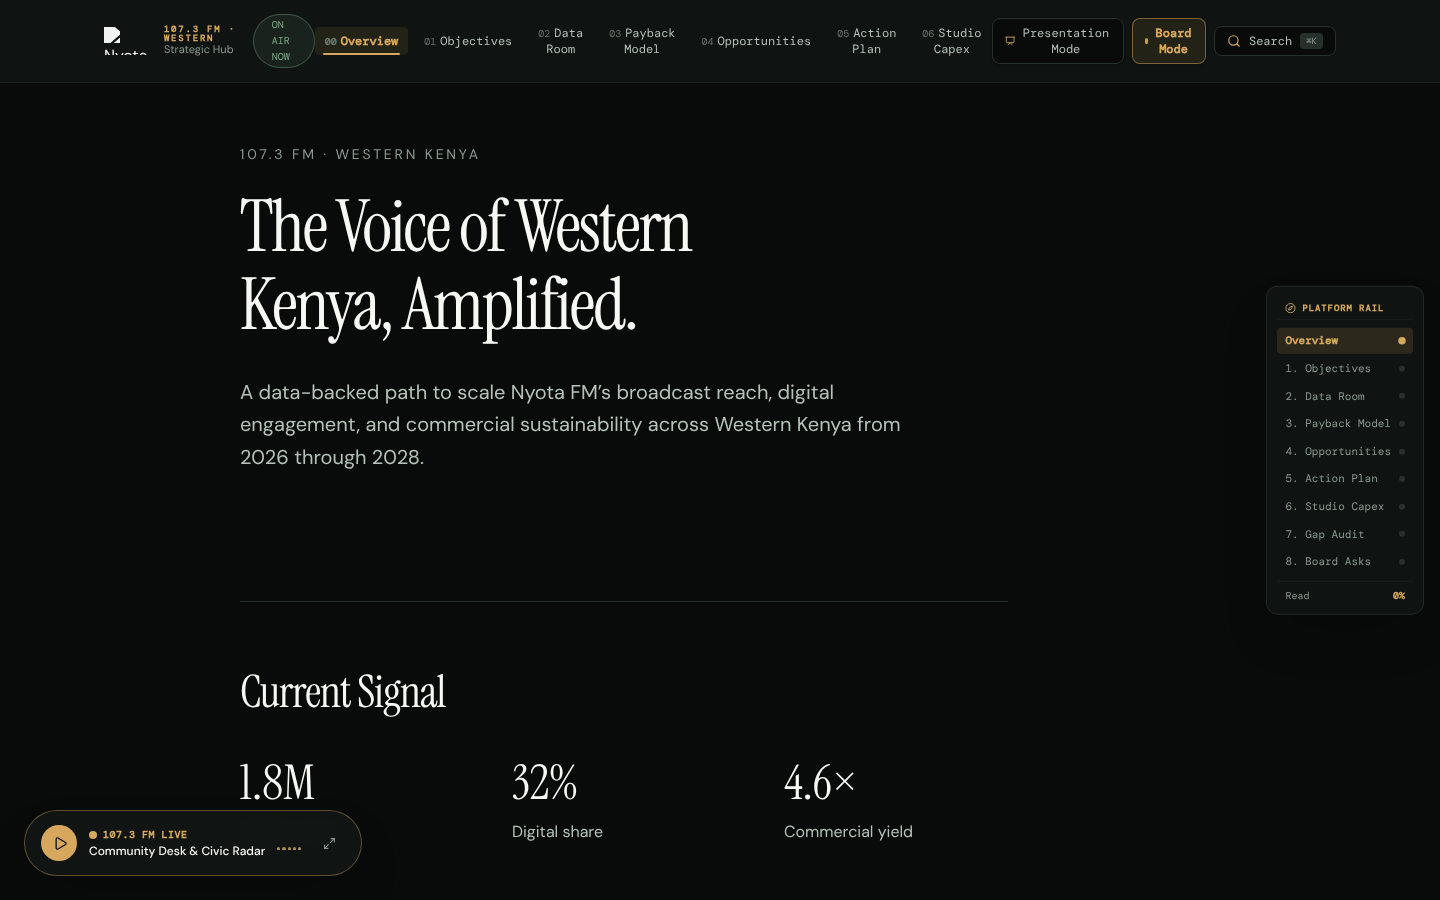 107.3 FM ·
WESTERN
Strategic Hub
ON
AIR
NOW
00 Overview
01 Objectives
02 Data
Room
03 Payback
Model
04 Opportunities
05 Action
Plan
06 Studio
Capex
Presentation
Mode
Board
Mode
Search ⌘K
107.3 FM · WESTERN KENYA
The Voice of Western
Kenya, Amplified.
A data-backed path to scale Nyota FM’s broadcast reach, digital
engagement, and commercial sustainability across Western Kenya from
2026 through 2028.
PLATFORM RAIL
Overview
1. Objectives
2. Data Room
3. Payback Model
4. Opportunities
5. Action Plan
6. Studio Capex
7. Gap Audit
8. Board Asks
Read 0%
Current Signal
1.8M
32%
4.6×
Digital share
Commercial yield
107.3 FM LIVE
Community Desk & Civic Radar